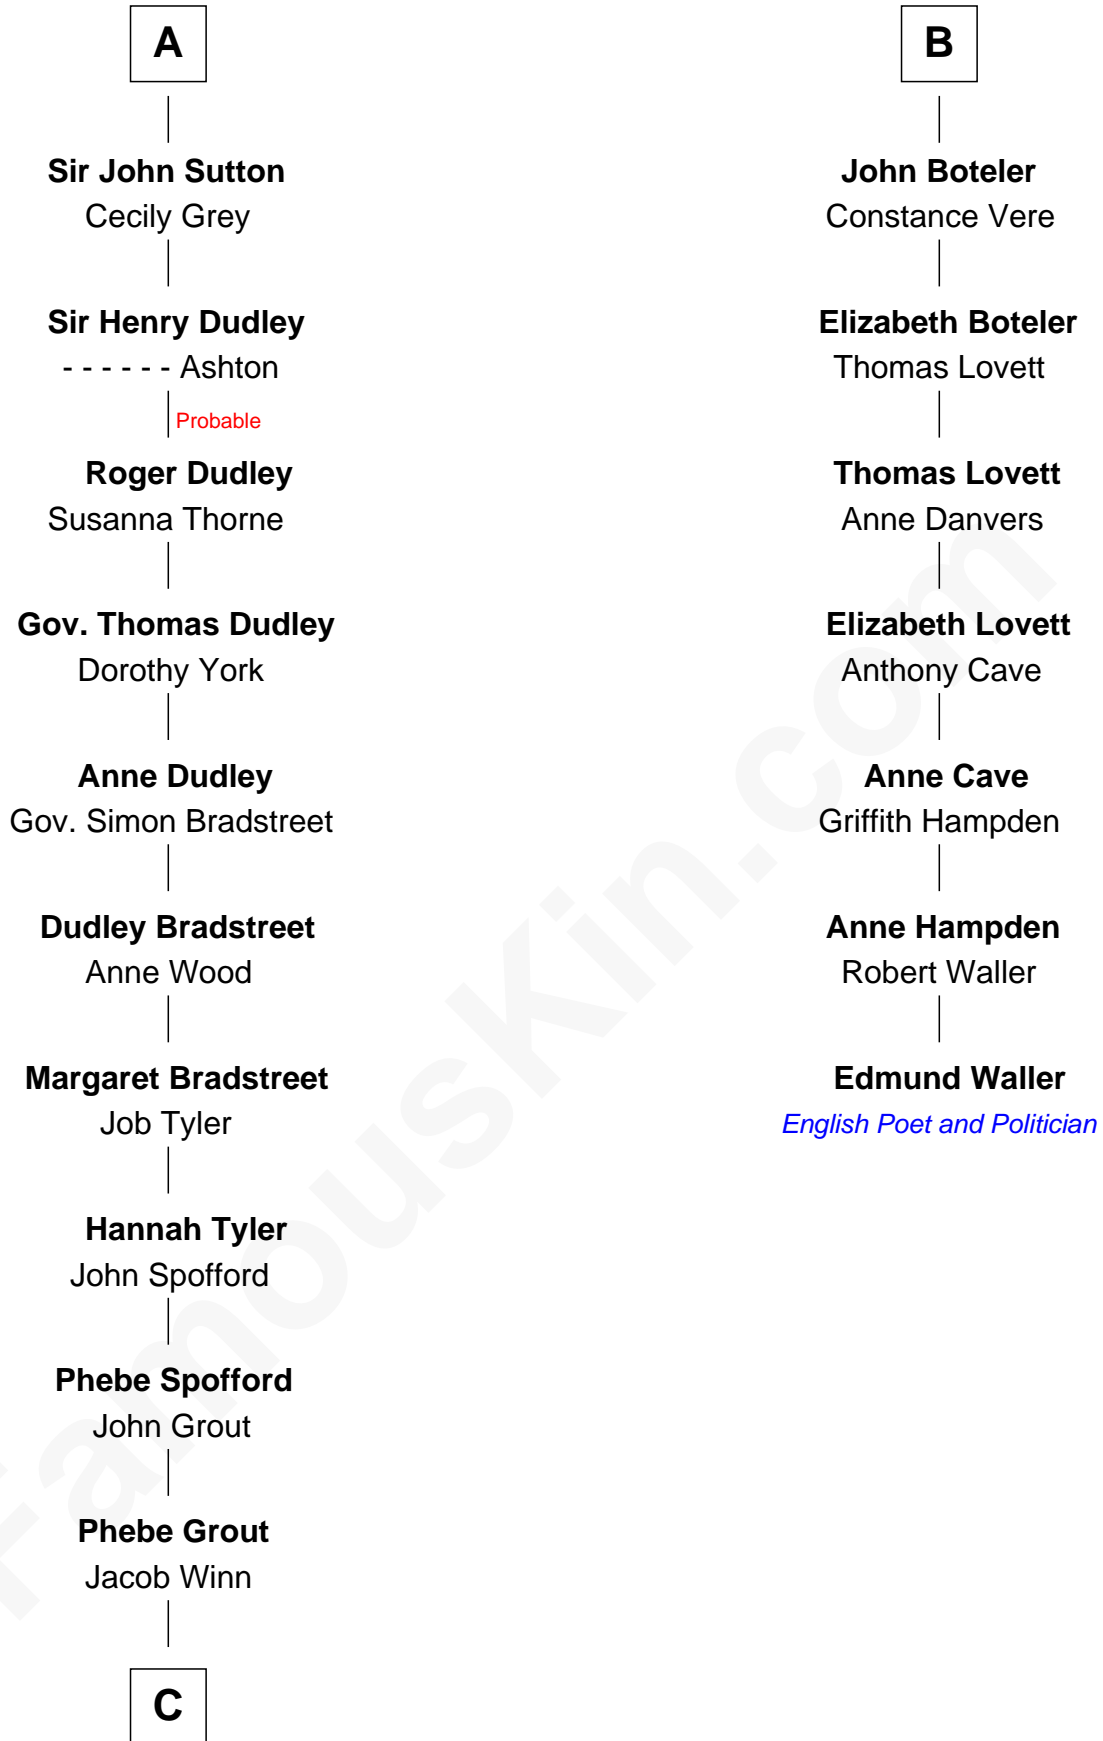 A
Sir John Sutton
Cecily Grey
Sir Henry Dudley
- - - - - - Ashton
Probable
Roger Dudley
Susanna Thorne
Gov. Thomas Dudley
Dorothy York
Anne Dudley
Gov. Simon Bradstreet
Dudley Bradstreet
Anne Wood
Margaret Bradstreet
Job Tyler
Hannah Tyler
John Spofford
Phebe Spofford
John Grout
Phebe Grout
Jacob Winn
C
B
John Boteler
Constance Vere
Elizabeth Boteler
Thomas Lovett
Thomas Lovett
Anne Danvers
Elizabeth Lovett
Anthony Cave
Anne Cave
Griffith Hampden
Anne Hampden
Robert Waller
Edmund Waller
English Poet and Politician
FamousKin.com